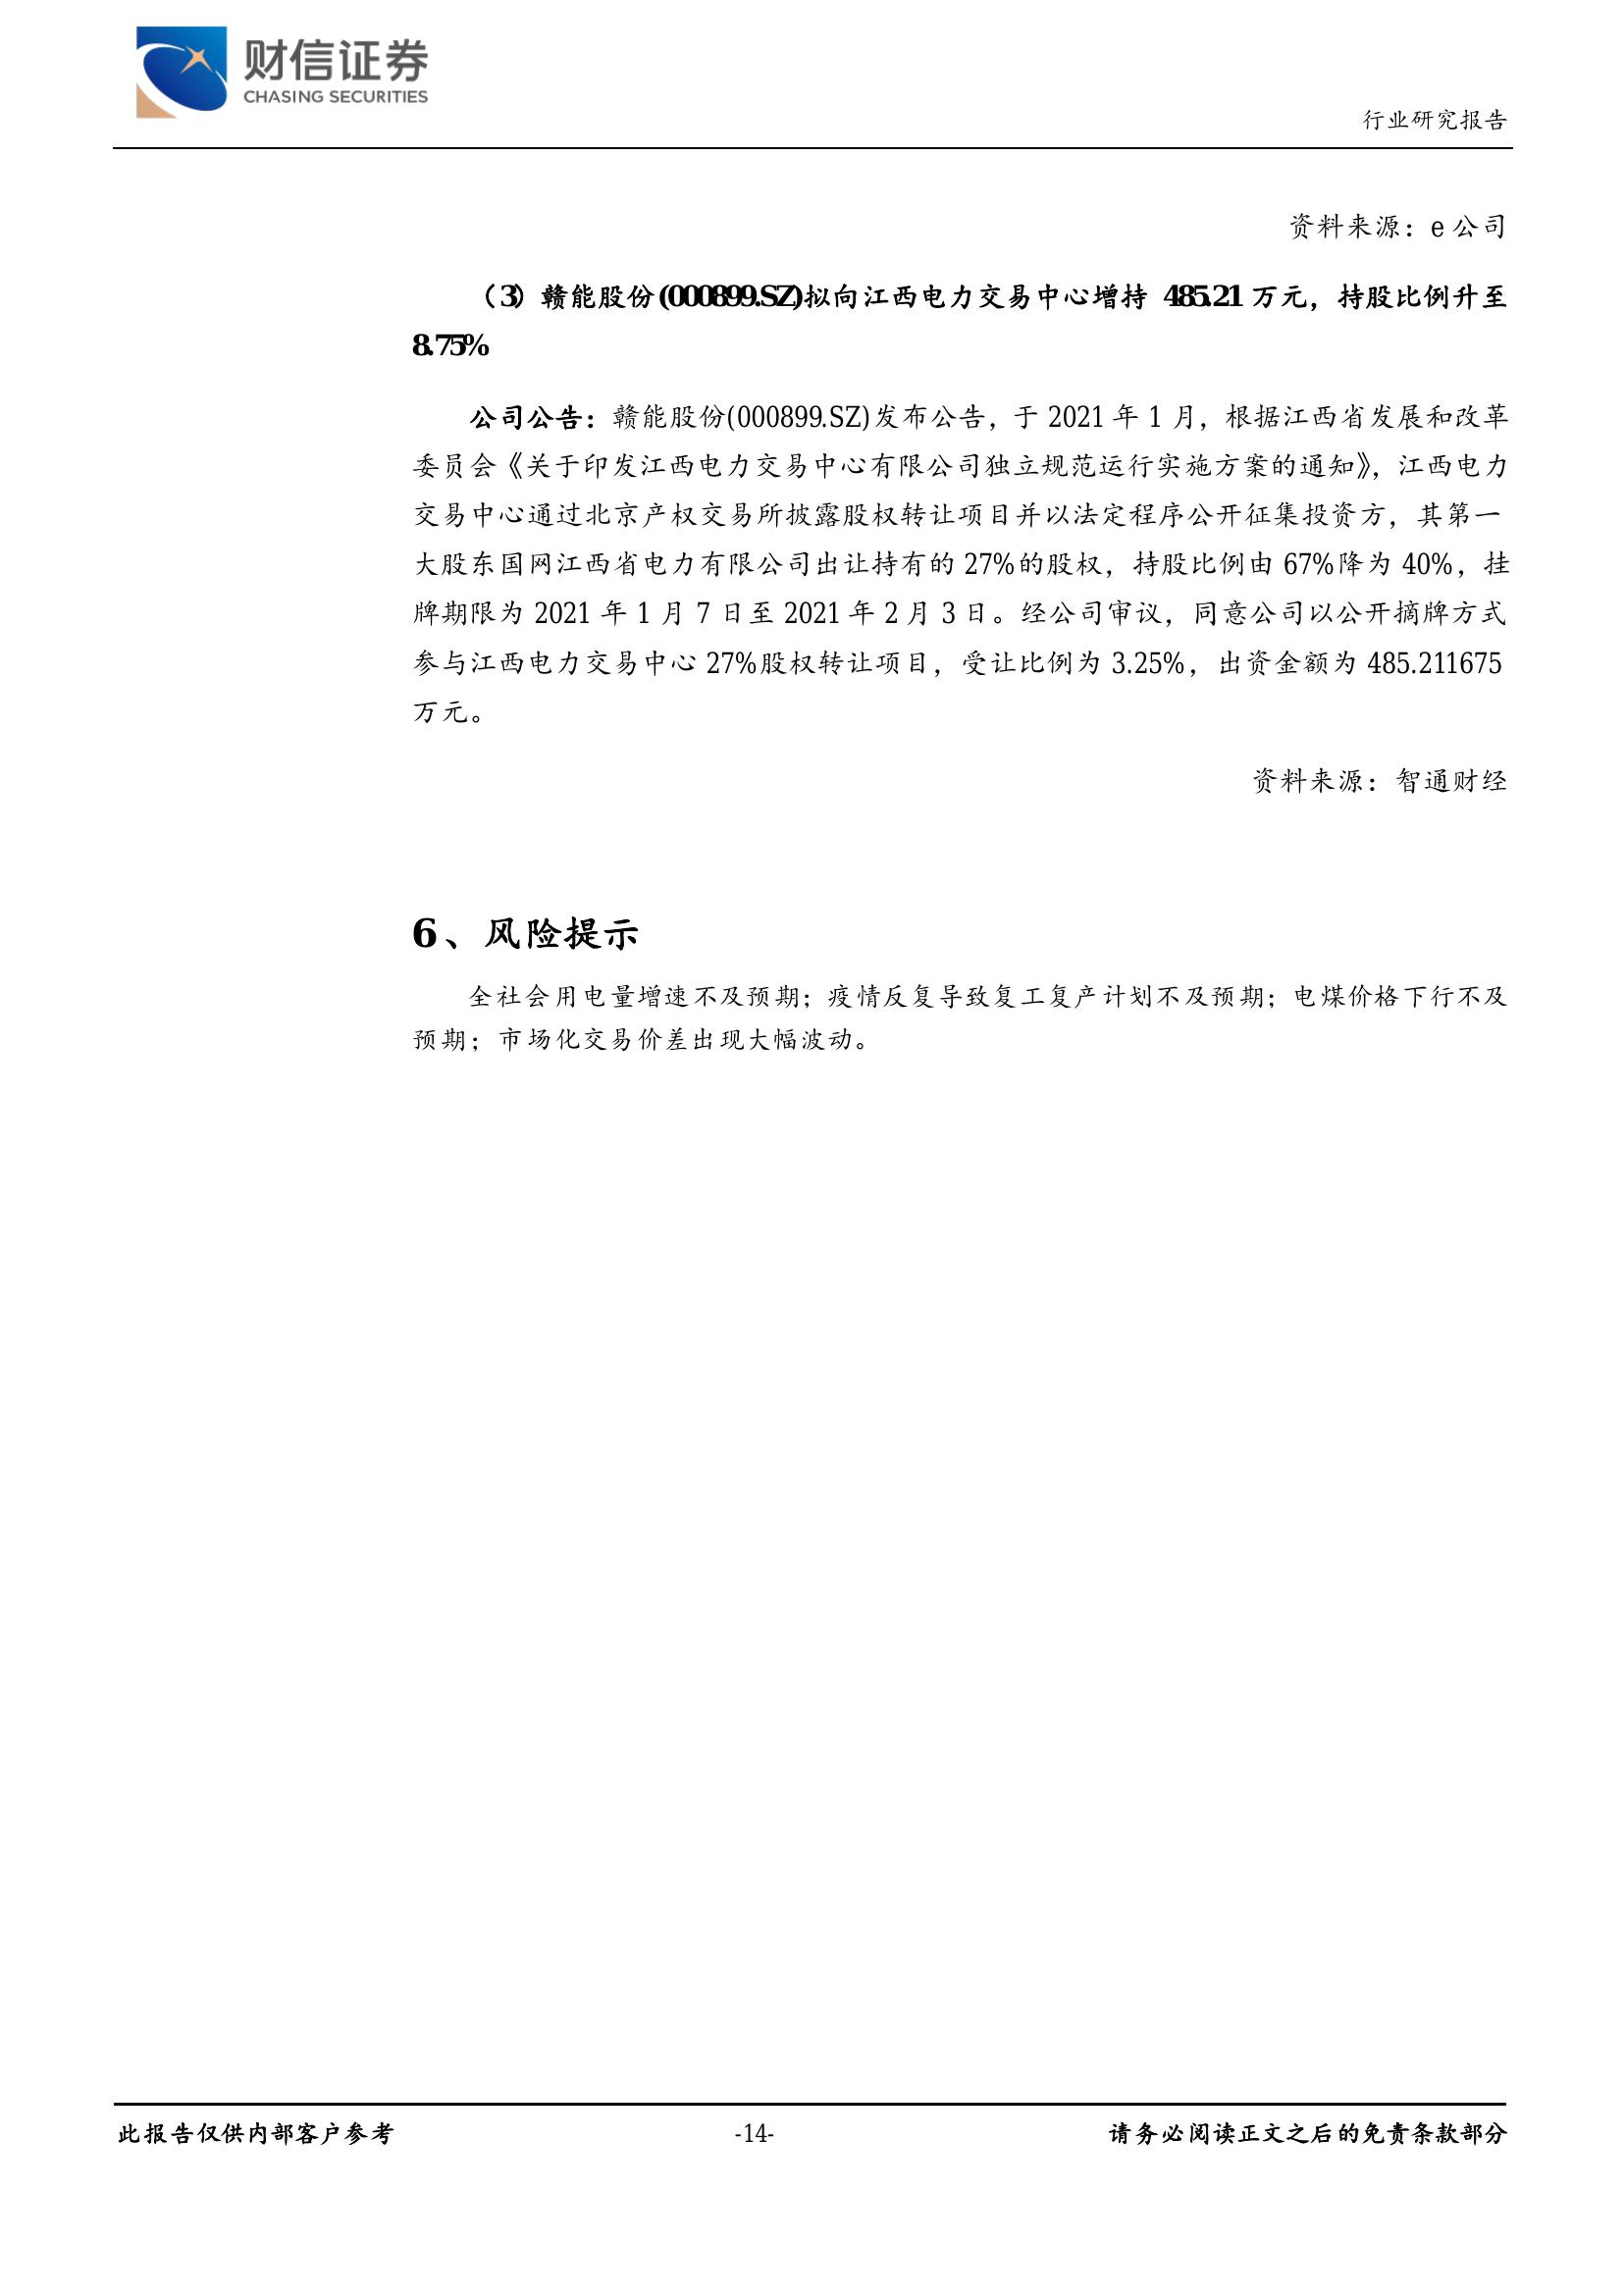 财信证券
CHASING SECURITIES
行业研究报告
资料来源：e 公司
（3）赣能股份(000899.SZ)拟向江西电力交易中心增持 485.21 万元，持股比例升至
8.75%
公司公告：赣能股份(000899.SZ)发布公告，于 2021 年 1 月，根据江西省发展和改革
委员会《关于印发江西电力交易中心有限公司独立规范运行实施方案的通知》，江西电力
交易中心通过北京产权交易所披露股权转让项目并以法定程序公开征集投资方，其第一
大股东国网江西省电力有限公司出让持有的 27%的股权，持股比例由 67%降为 40%，挂
牌期限为 2021 年 1 月 7 日至 2021 年 2 月 3 日。经公司审议，同意公司以公开摘牌方式
参与江西电力交易中心 27%股权转让项目，受让比例为 3.25%，出资金额为 485.211675
万元。
资料来源：智通财经
6、风险提示
全社会用电量增速不及预期；疫情反复导致复工复产计划不及预期；电煤价格下行不及
预期；市场化交易价差出现大幅波动。
此报告仅供内部客户参考
-14-
请务必阅读正文之后的免责条款部分